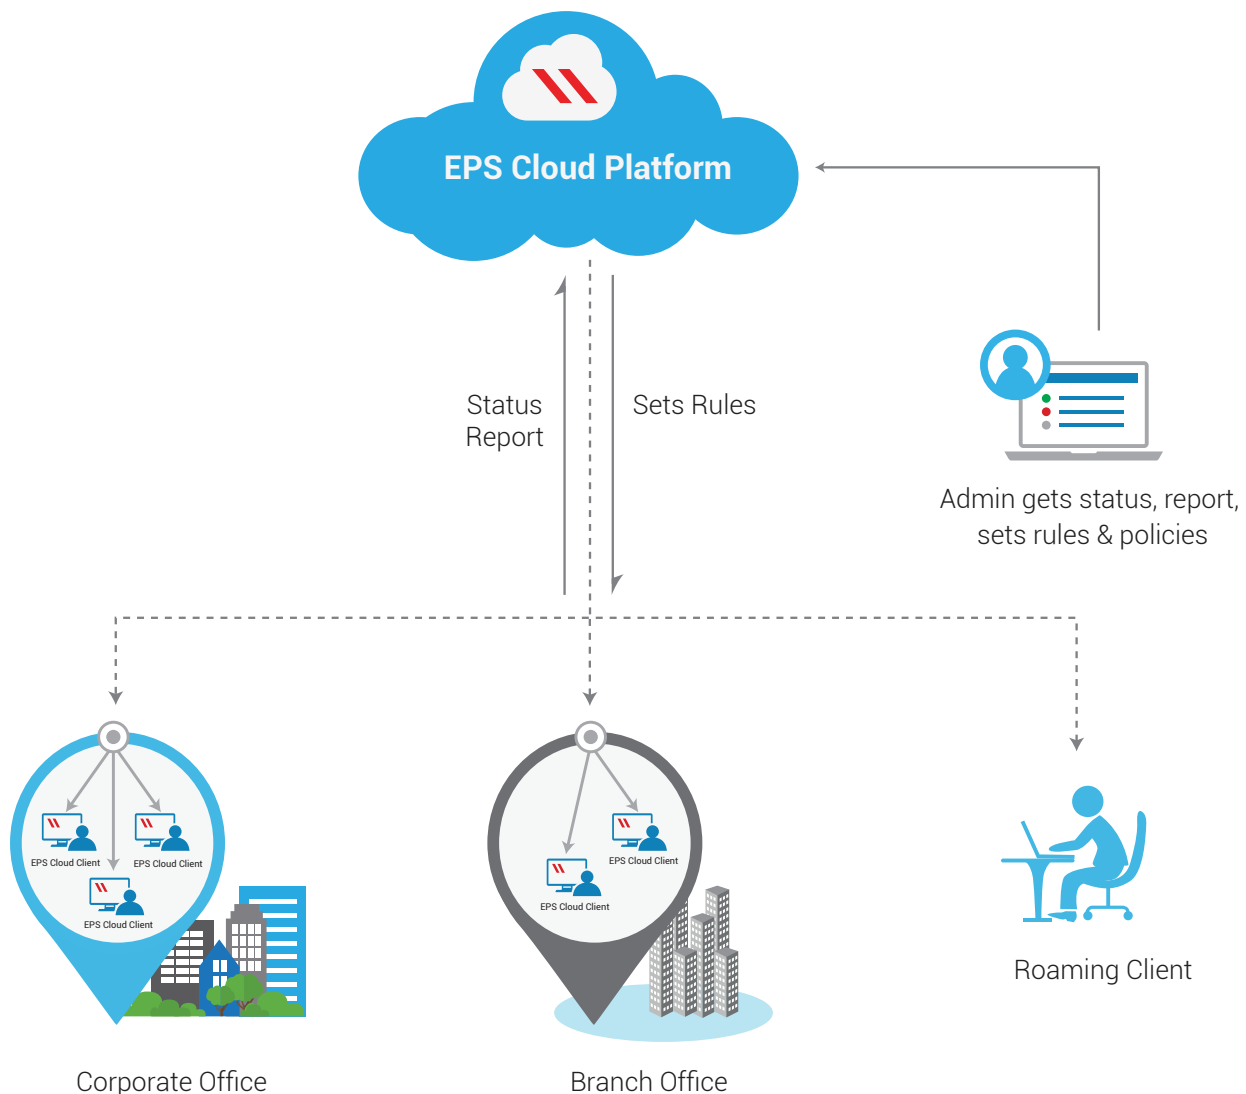 EPS Cloud Platform
Status
Report
Sets Rules
Admin gets status, report,
sets rules & policies
EPS Cloud Client
EPS Cloud Client
EPS Cloud Client
EPS Cloud Client
EPS Cloud Client
Roaming Client
Corporate Office
Branch Office